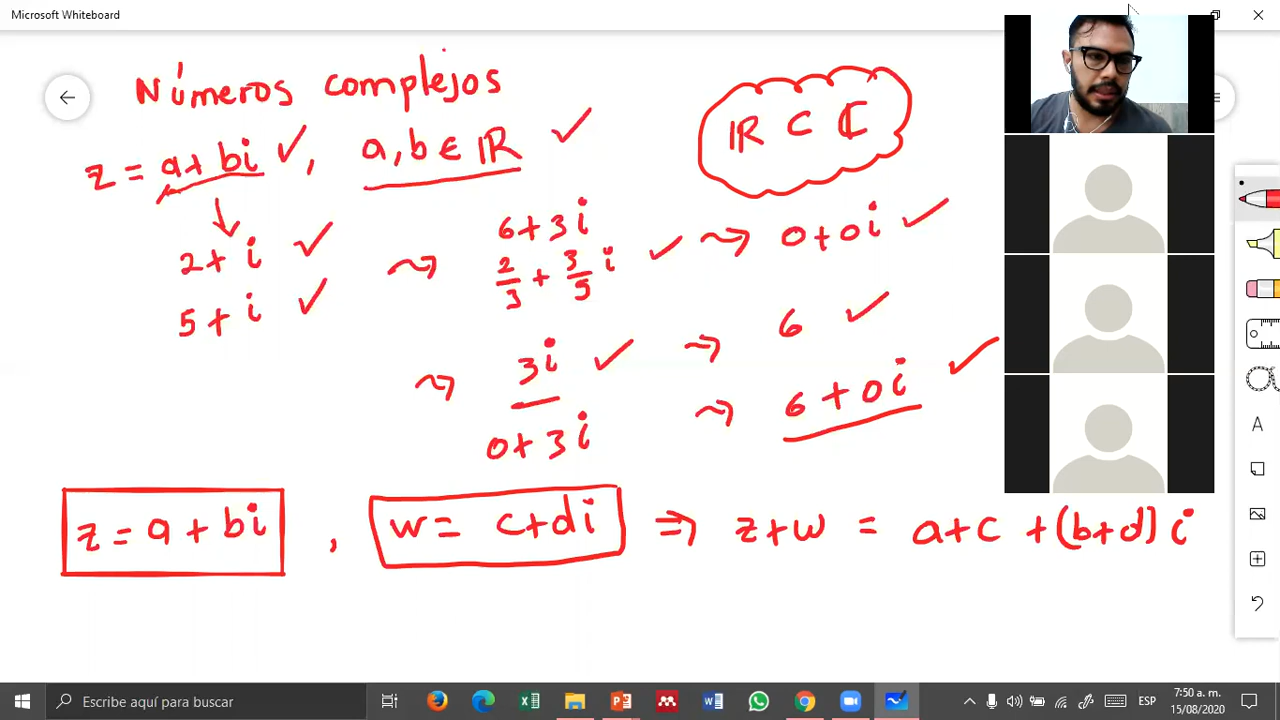 Microsoft Whiteboard
Números complejos
z = a + bi ✓, a, b ∈ ℝ ✓
ℝ ⊂ ℂ
2 + i ✓
5 + i ✓
⇝ 6 + 3i
2/3 + 3/5 i ✓
⇝ 0 + 0i ✓
⇝ 3i ✓
0 + 3i
⇝ 6 ✓
⇝ 6 + 0i ✓
z = a + bi , w = c + di ⇒ z + w = a + c + (b + d) i
Escribe aquí para buscar
ESP
7:50 a. m.
15/08/2020